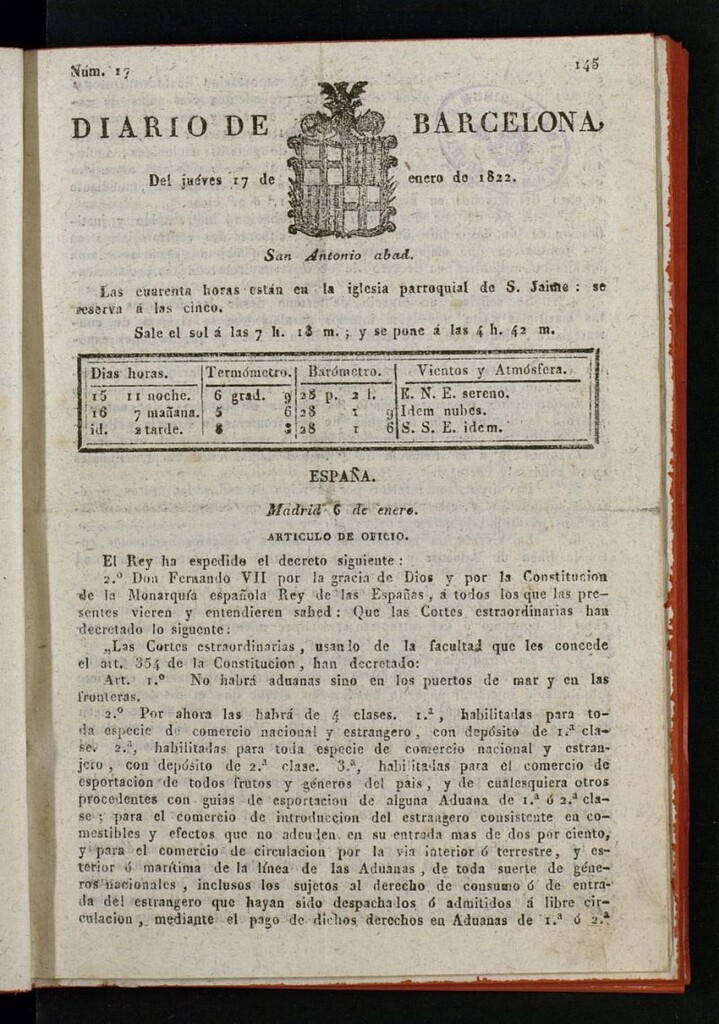 Núm. 17
145
DIARIO DE BARCELONA,
Del juéves 17 de enero de 1822.
San Antonio abad.
Las cuarenta horas están en la iglesia parroquial de S. Jaime : se
reserva á las cinco.
Sale el sol á las 7 h. 18 m. ; y se pone á las 4 h. 42 m.
Dias horas. Termómetro. Barómetro. Vientos y Atmósfera.
15 11 noche. 6 grad. 9 28 p. 2 l. E. N. E. sereno.
16 7 mañana. 5 6 28 1 9 Idem nubes.
id. 2 tarde. 8 3 28 1 6 S. S. E. idem.
ESPAÑA.
Madrid 6 de enero.
ARTICULO DE OFICIO.
El Rey ha espedido el decreto siguiente :
2.º Don Fernando VII por la gracia de Dios y por la Constitucion
de la Monarquía española Rey de las Españas, á todos los que las pre-
sentes vieren y entendieren sabed : Que las Cortes estraordinarias han
decretado lo siguente :
„Las Cortes estraordinarias , usanlo de la facultad que les concede
el art. 354 de la Constitucion , han decretado:
Art. 1.º No habrá aduanas sino en los puertos de mar y en las
fronteras.
2.º Por ahora las habrá de 4 clases. 1.ª, habilitadas para to-
da especie de comercio nacional y estrangero , con depósito de 1.ª cla-
se. 2.ª, habilitadas para toda especie de comercio nacional y estran-
jero , con depósito de 2.ª clase. 3.ª, habilitadas para el comercio de
esportacion de todos frutos y géneros del pais , y de cualesquiera otros
procedentes con guias de esportacion de alguna Aduana de 1.ª ó 2.ª cla-
se ; para el comercio de introduccion del estrangero consistente en co-
mestibles y efectos que no adeuden en su entrada mas de dos por ciento,
y para el comercio de circulacion por la via interior ó terrestre, y es-
terior ó marítima de la línea de las Aduanas , de toda suerte de géne-
ros nacionales , inclusos los sujetos al derecho de consumo ó de entra-
da del estrangero que hayan sido despachados ó admitidos á libre cir-
culacion , mediante el pago de dichos derechos en Aduanas de 1.ª ó 2.ª